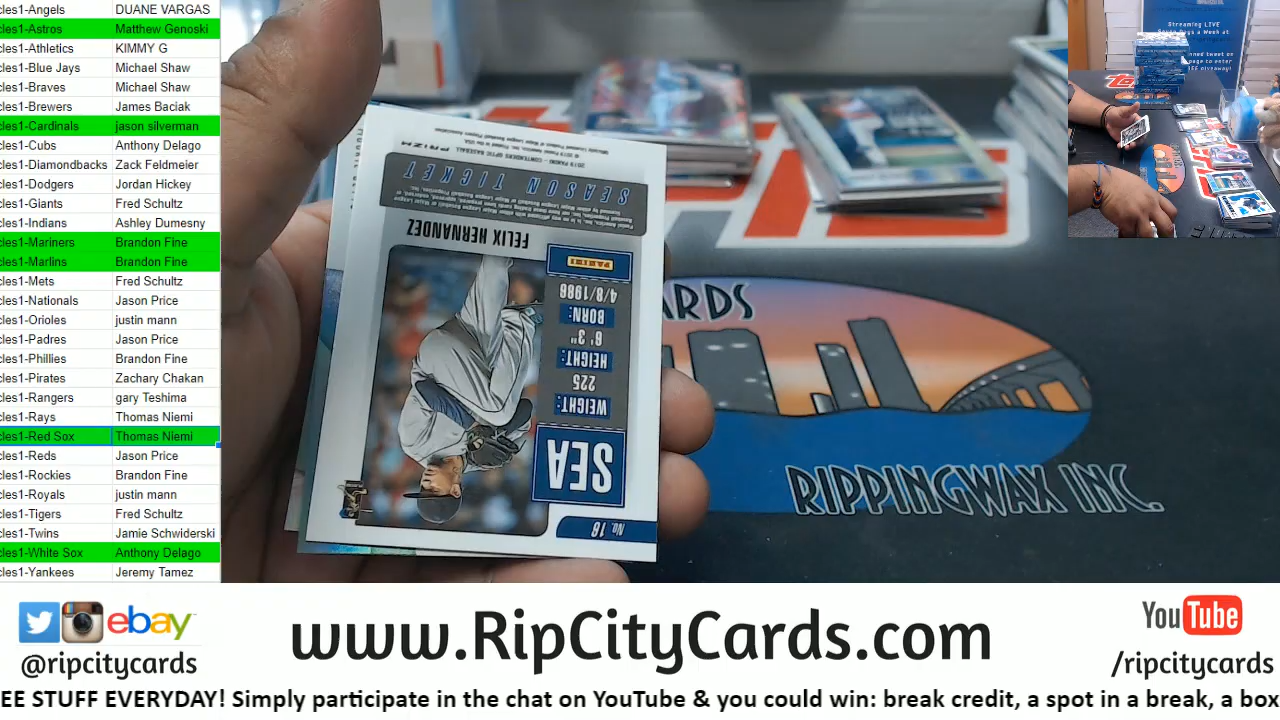 cles1-Angels DUANE VARGAS
cles1-Astros Matthew Genoski
cles1-Athletics KIMMY G
cles1-Blue Jays Michael Shaw
cles1-Braves Michael Shaw
cles1-Brewers James Baciak
cles1-Cardinals jason silverman
cles1-Cubs Anthony Delago
cles1-Diamondbacks Zack Feldmeier
cles1-Dodgers Jordan Hickey
cles1-Giants Fred Schultz
cles1-Indians Ashley Dumesny
cles1-Mariners Brandon Fine
cles1-Marlins Brandon Fine
cles1-Mets Fred Schultz
cles1-Nationals Jason Price
cles1-Orioles justin mann
cles1-Padres Jason Price
cles1-Phillies Brandon Fine
cles1-Pirates Zachary Chakan
cles1-Rangers gary Teshima
cles1-Rays Thomas Niemi
cles1-Red Sox Thomas Niemi
cles1-Reds Jason Price
cles1-Rockies Brandon Fine
cles1-Royals justin mann
cles1-Tigers Fred Schultz
cles1-Twins Jamie Schwiderski
cles1-White Sox Anthony Delago
cles1-Yankees Jeremy Tamez
No. 18
SEA
WEIGHT:
225
HEIGHT:
6' 3"
BORN:
4/8/1986
PANINI
FELIX HERNANDEZ
SEASON TICKET
PRIZM
ARDS
RIPPINGWAX INC.
Streaming LIVE
ebay
@ripcitycards
www.RipCityCards.com
YouTube
/ripcitycards
EE STUFF EVERYDAY! Simply participate in the chat on YouTube & you could win: break credit, a spot in a break, a box